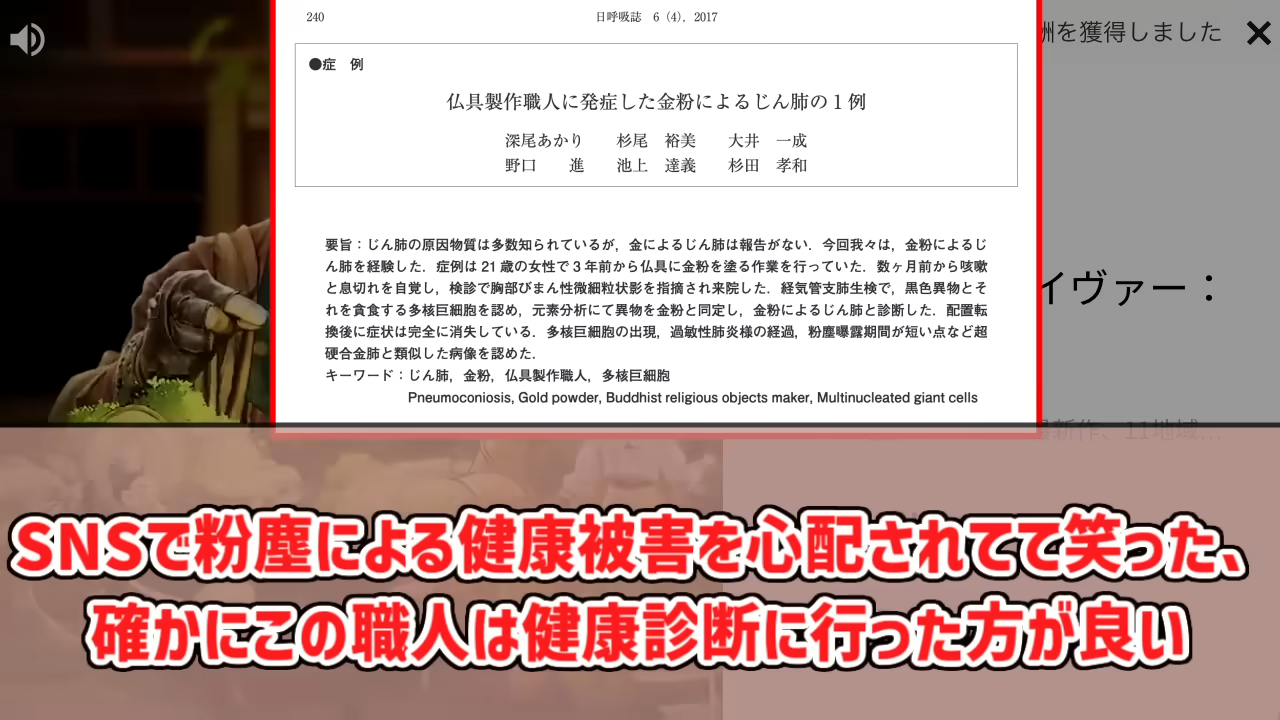 240
日呼吸誌 6（4），2017
酬を獲得しました
●症 例
仏具製作職人に発症した金粉によるじん肺の１例
深尾あかり 杉尾 裕美 大井 一成
野口 進 池上 達義 杉田 孝和
要旨：じん肺の原因物質は多数知られているが，金によるじん肺は報告がない．今回我々は，金粉によるじ
ん肺を経験した．症例は 21 歳の女性で 3 年前から仏具に金粉を塗る作業を行っていた．数ヶ月前から咳嗽
と息切れを自覚し，検診で胸部びまん性微細粒状影を指摘され来院した．経気管支肺生検で，黒色異物とそ
れを貪食する多核巨細胞を認め，元素分析にて異物を金粉と同定し，金粉によるじん肺と診断した．配置転
換後に症状は完全に消失している．多核巨細胞の出現，過敏性肺炎様の経過，粉塵曝露期間が短い点など超
硬合金肺と類似した病像を認めた．
キーワード：じん肺，金粉，仏具製作職人，多核巨細胞
Pneumoconiosis, Gold powder, Buddhist religious objects maker, Multinucleated giant cells
イヴァー：
最新作、11地域...
SNSで粉塵による健康被害を心配されてて笑った、
確かにこの職人は健康診断に行った方が良い